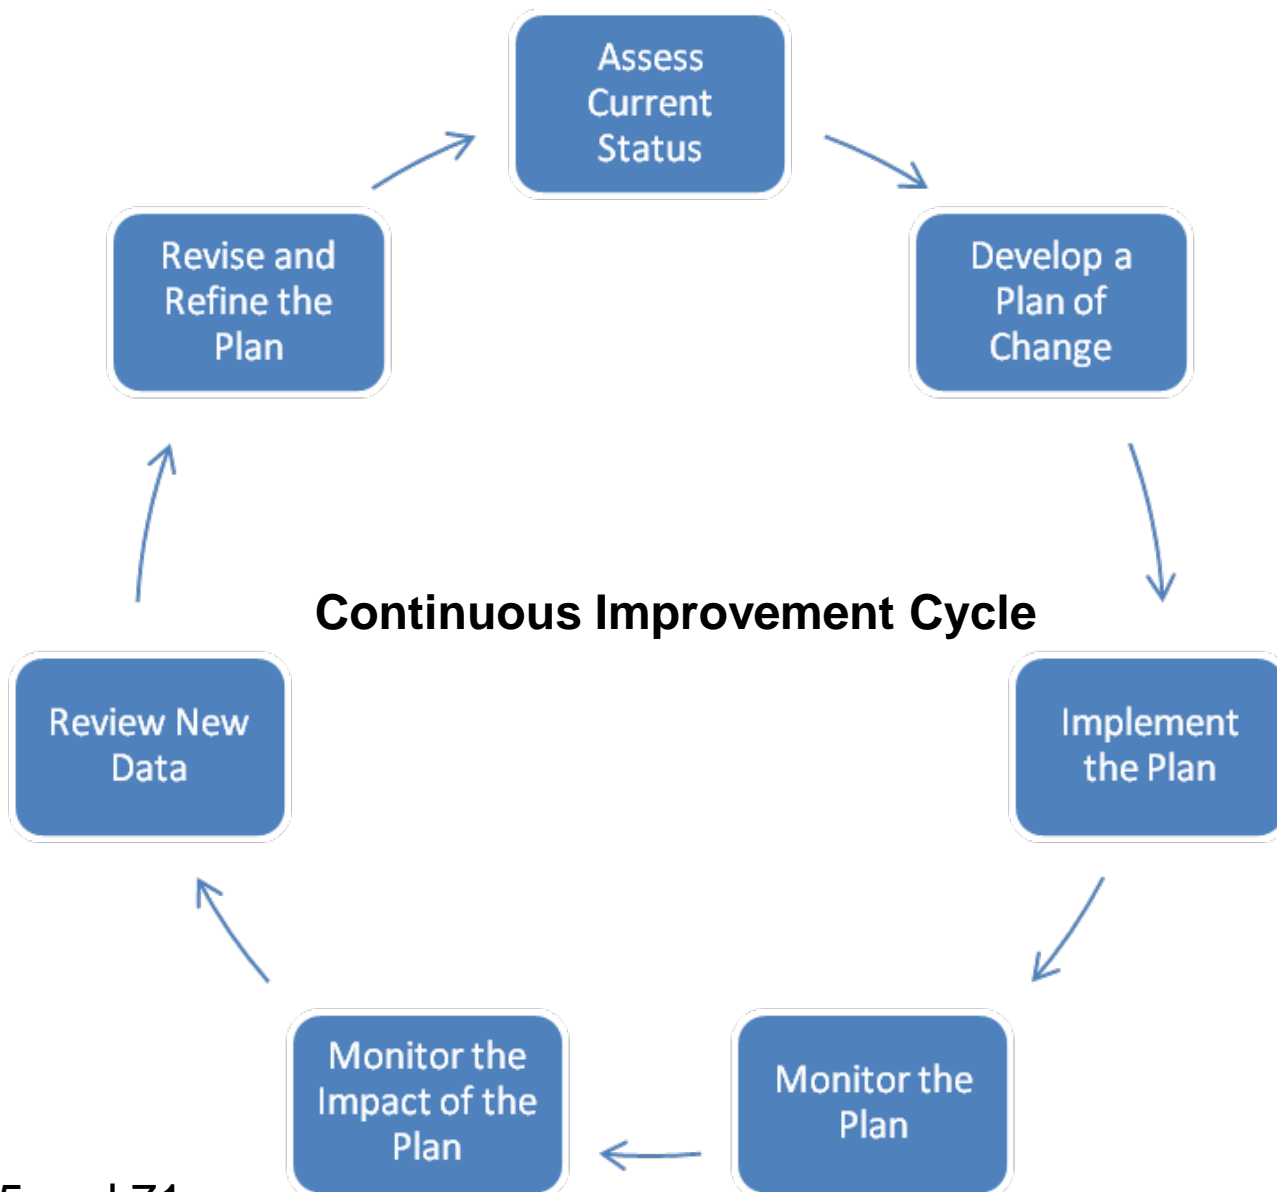 Assess
Current
Status
Develop a
Plan of
Change
Implement
the Plan
Monitor the
Plan
Monitor the
Impact of the
Plan
Review New
Data
Revise and
Refine the
Plan
Continuous Improvement Cycle